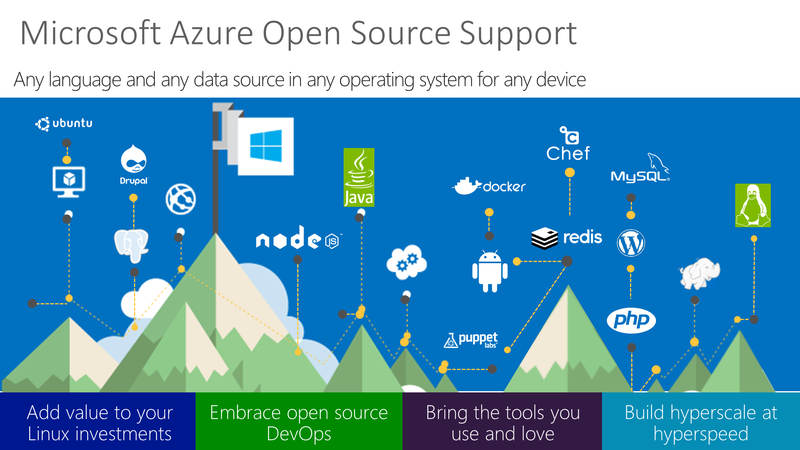 Microsoft Azure Open Source Support
Any language and any data source in any operating system for any device
ubuntu
Drupal
Java
node
JS
docker
Chef
redis
MySQL
WordPress
php
puppet
labs
Add value to your
Linux investments
Embrace open source
DevOps
Bring the tools you
use and love
Build hyperscale at
hyperspeed